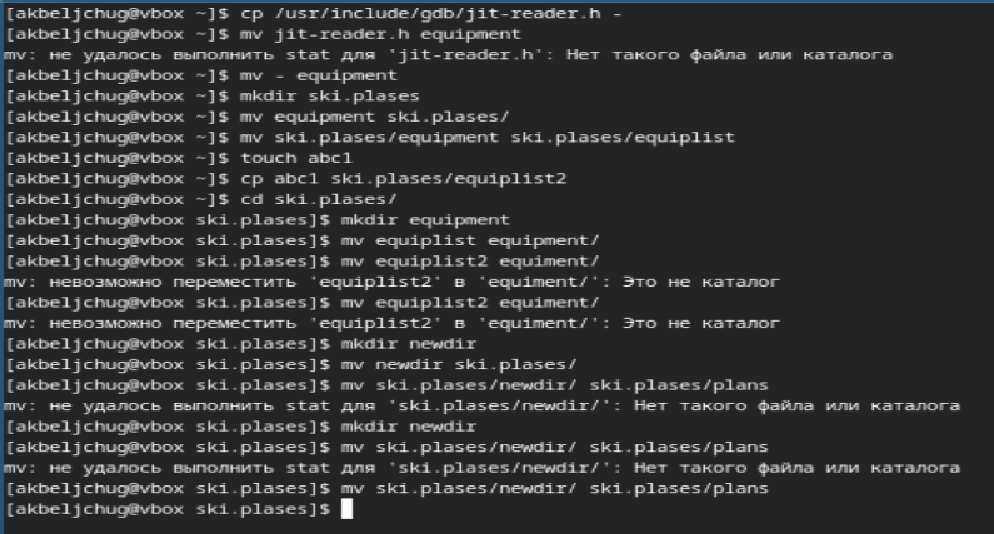 [akbeljchug@vbox ~]$ cp /usr/include/gdb/jit-reader.h -
[akbeljchug@vbox ~]$ mv jit-reader.h equipment
mv: не удалось выполнить stat для 'jit-reader.h': Нет такого файла или каталога
[akbeljchug@vbox ~]$ mv - equipment
[akbeljchug@vbox ~]$ mkdir ski.plases
[akbeljchug@vbox ~]$ mv equipment ski.plases/
[akbeljchug@vbox ~]$ mv ski.plases/equipment ski.plases/equiplist
[akbeljchug@vbox ~]$ touch abc1
[akbeljchug@vbox ~]$ cp abc1 ski.plases/equiplist2
[akbeljchug@vbox ~]$ cd ski.plases/
[akbeljchug@vbox ski.plases]$ mkdir equipment
[akbeljchug@vbox ski.plases]$ mv equiplist equipment/
[akbeljchug@vbox ski.plases]$ mv equiplist2 equiment/
mv: невозможно переместить 'equiplist2' в 'equiment/': Это не каталог
[akbeljchug@vbox ski.plases]$ mv equiplist2 equiment/
mv: невозможно переместить 'equiplist2' в 'equiment/': Это не каталог
[akbeljchug@vbox ski.plases]$ mkdir newdir
[akbeljchug@vbox ski.plases]$ mv newdir ski.plases/
[akbeljchug@vbox ski.plases]$ mv ski.plases/newdir/ ski.plases/plans
mv: не удалось выполнить stat для 'ski.plases/newdir/': Нет такого файла или каталога
[akbeljchug@vbox ski.plases]$ mkdir newdir
[akbeljchug@vbox ski.plases]$ mv ski.plases/newdir/ ski.plases/plans
mv: не удалось выполнить stat для 'ski.plases/newdir/': Нет такого файла или каталога
[akbeljchug@vbox ski.plases]$ mv ski.plases/newdir/ ski.plases/plans
[akbeljchug@vbox ski.plases]$